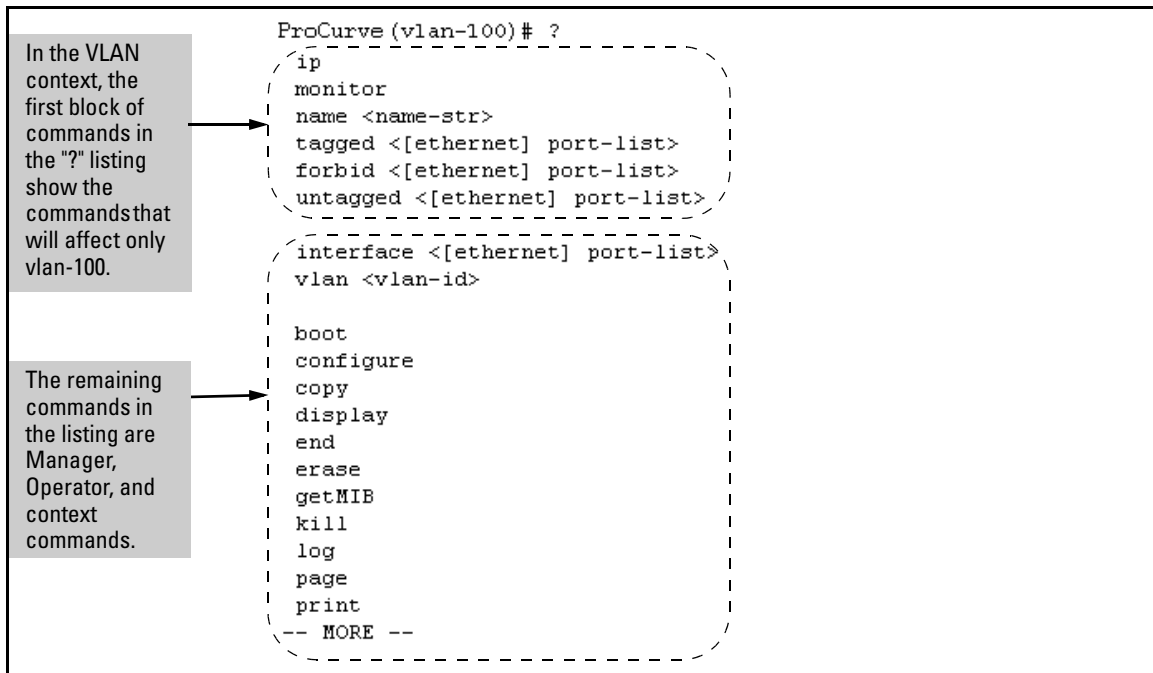 ProCurve(vlan-100)# ?
In the VLAN
context, the
first block of
commands in
the "?" listing
show the
commands that
will affect only
vlan-100.
ip
monitor
name <name-str>
tagged <[ethernet] port-list>
forbid <[ethernet] port-list>
untagged <[ethernet] port-list>
interface <[ethernet] port-list>
vlan <vlan-id>
The remaining
commands in
the listing are
Manager,
Operator, and
context
commands.
boot
configure
copy
display
end
erase
getMIB
kill
log
page
print
-- MORE --